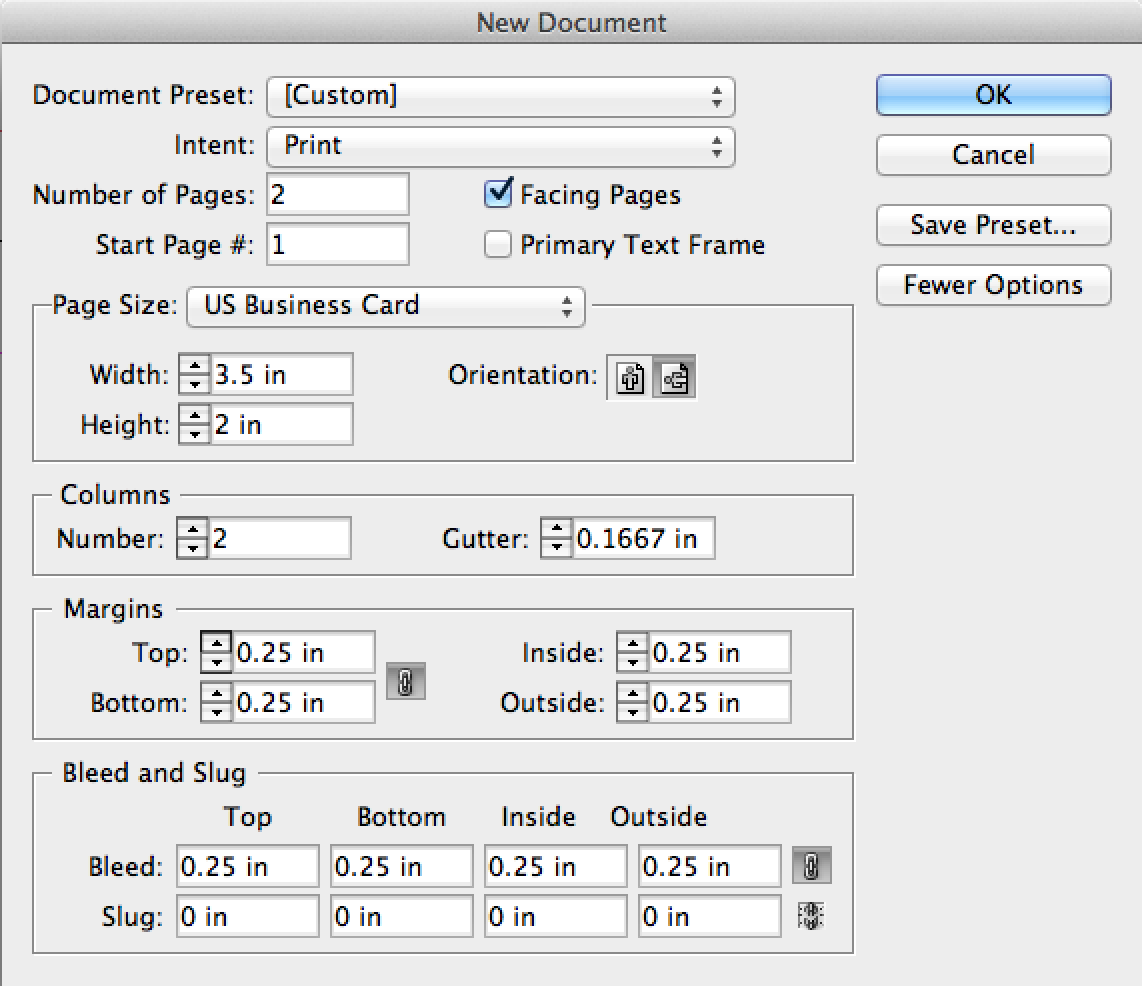 New Document
Document Preset: [Custom] OK
Intent: Print Cancel
Number of Pages: 2 Facing Pages Save Preset...
Start Page #: 1 Primary Text Frame Fewer Options
Page Size: US Business Card
Width: 3.5 in Orientation:
Height: 2 in
Columns
Number: 2 Gutter: 0.1667 in
Margins
Top: 0.25 in Inside: 0.25 in
Bottom: 0.25 in Outside: 0.25 in
Bleed and Slug
Top Bottom Inside Outside
Bleed: 0.25 in 0.25 in 0.25 in 0.25 in
Slug: 0 in 0 in 0 in 0 in